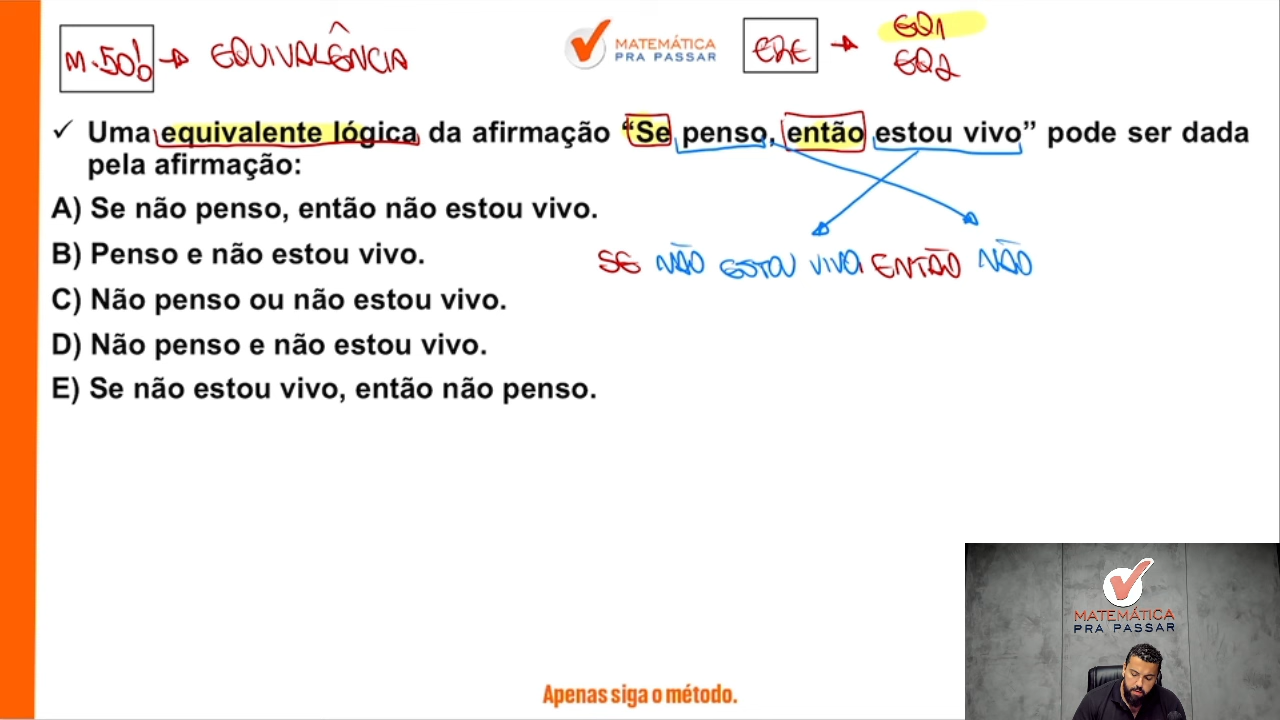 M.50% → EQUIVALÊNCIA
MATEMÁTICA
PRA PASSAR
→ EQ1
EQ2
✓ Uma equivalente lógica da afirmação “Se penso, então estou vivo” pode ser dada
pela afirmação:
A) Se não penso, então não estou vivo.
B) Penso e não estou vivo.
SE NÃO ESTOU VIVO, ENTÃO NÃO
C) Não penso ou não estou vivo.
D) Não penso e não estou vivo.
E) Se não estou vivo, então não penso.
MATEMÁTICA
PRA PASSAR
Apenas siga o método.